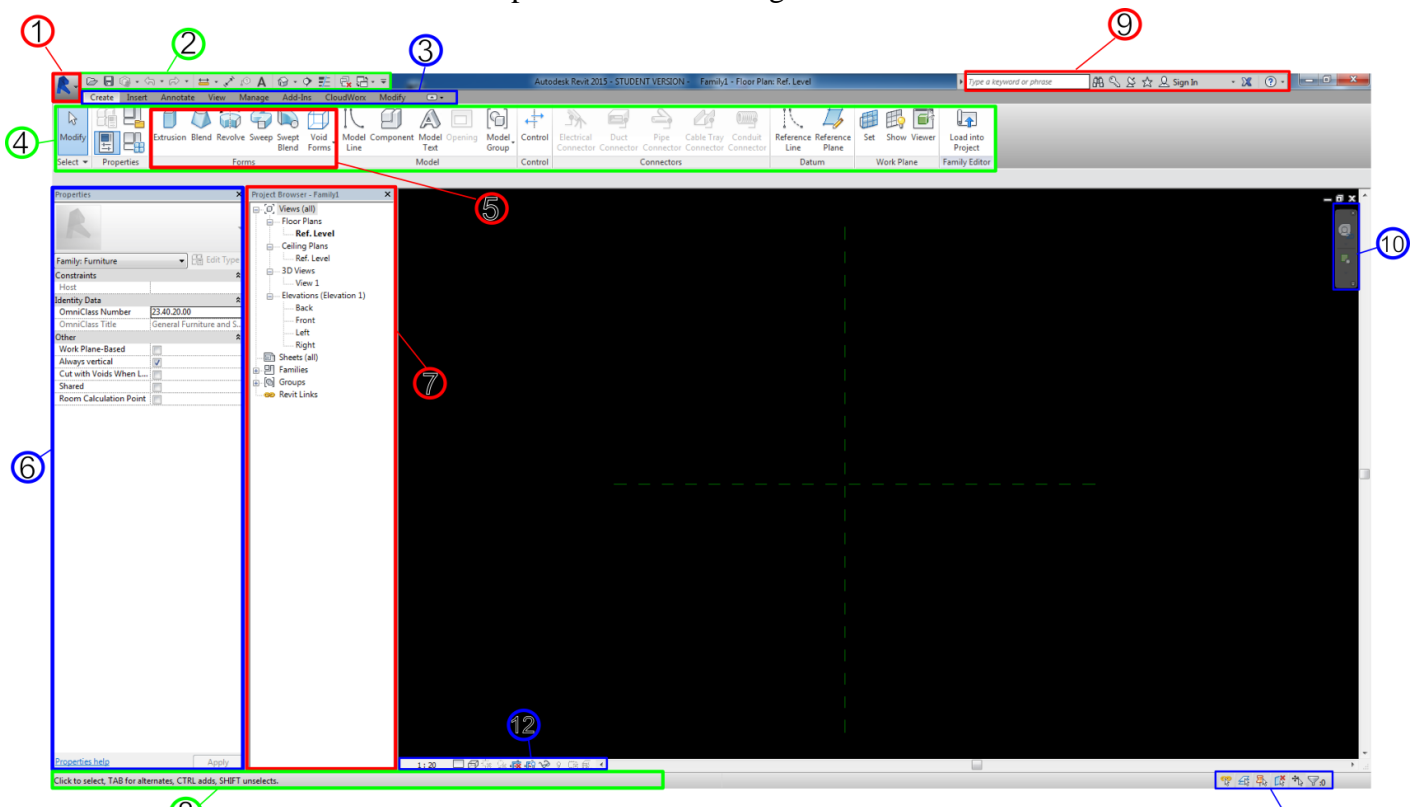 1
2
3
9
Autodesk Revit 2015 - STUDENT VERSION - Family1 - Floor Plan: Ref. Level
Type a keyword or phrase
Sign In
Create Insert Annotate View Manage Add-Ins CloudWorx Modify
4
Modify
Extrusion Blend Revolve Sweep Swept Blend Void Forms
Model Line Component Model Text Opening Model Group
Control
Electrical Connector Duct Connector Pipe Connector Cable Tray Connector Conduit Connector
Reference Line Reference Plane
Set Show Viewer
Load into Project
Select Properties Forms Model Control Connectors Datum Work Plane Family Editor
5
Properties
Family: Furniture
Edit Type
Constraints
Host
Identity Data
OmniClass Number 23.40.20.00
OmniClass Title General Furniture and S...
Other
Work Plane-Based
Always vertical
Cut with Voids When L...
Shared
Room Calculation Point
6
Properties help
Apply
Project Browser - Family1
Views (all)
Floor Plans
Ref. Level
Ceiling Plans
Ref. Level
3D Views
View 1
Elevations (Elevation 1)
Back
Front
Left
Right
Sheets (all)
Families
Groups
Revit Links
7
10
12
1 : 20
Click to select, TAB for alternates, CTRL adds, SHIFT unselects.
:0